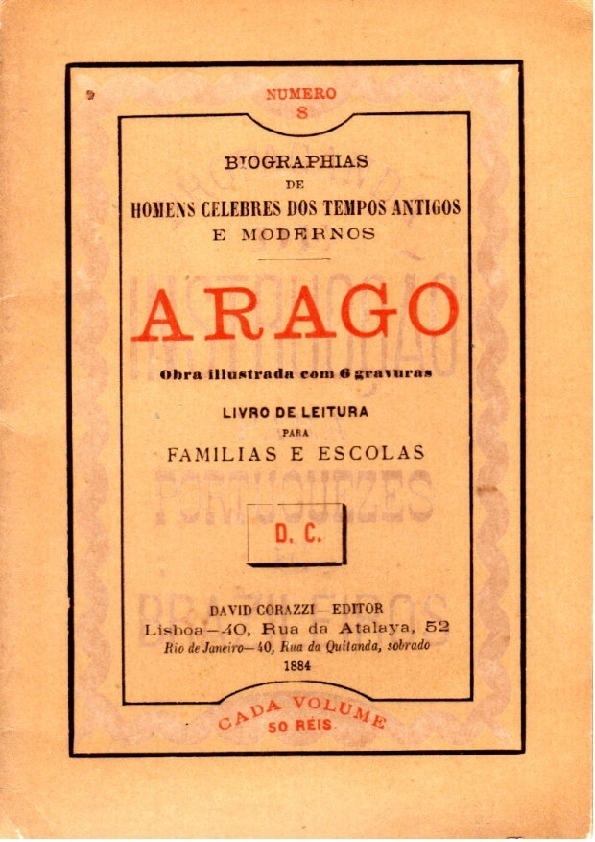 NUMERO
8
BIOGRAPHIAS
DE
HOMENS CELEBRES DOS TEMPOS ANTIGOS
E MODERNOS
ARAGO
Obra illustrada com 6 gravuras
LIVRO DE LEITURA
PARA
FAMILIAS E ESCOLAS
D. C.
DAVID CORAZZI—EDITOR
Lisboa—40, Rua da Atalaya, 52
Rio de Janeiro—40, Rua da Quitanda, sobrado
1884
CADA VOLUME
50 RÉIS